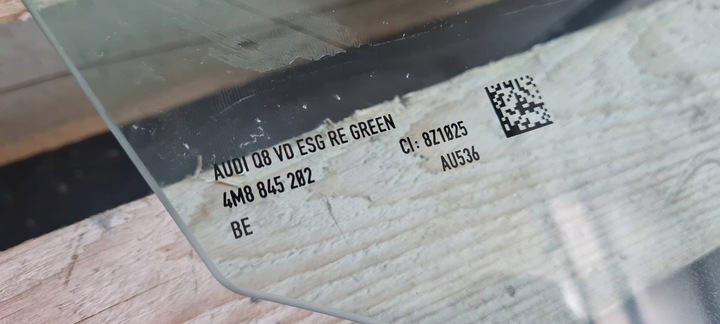 AUDI Q8 VD ESG RE GREEN
4M8 845 202
BE
CI: 8Z1025
AU536